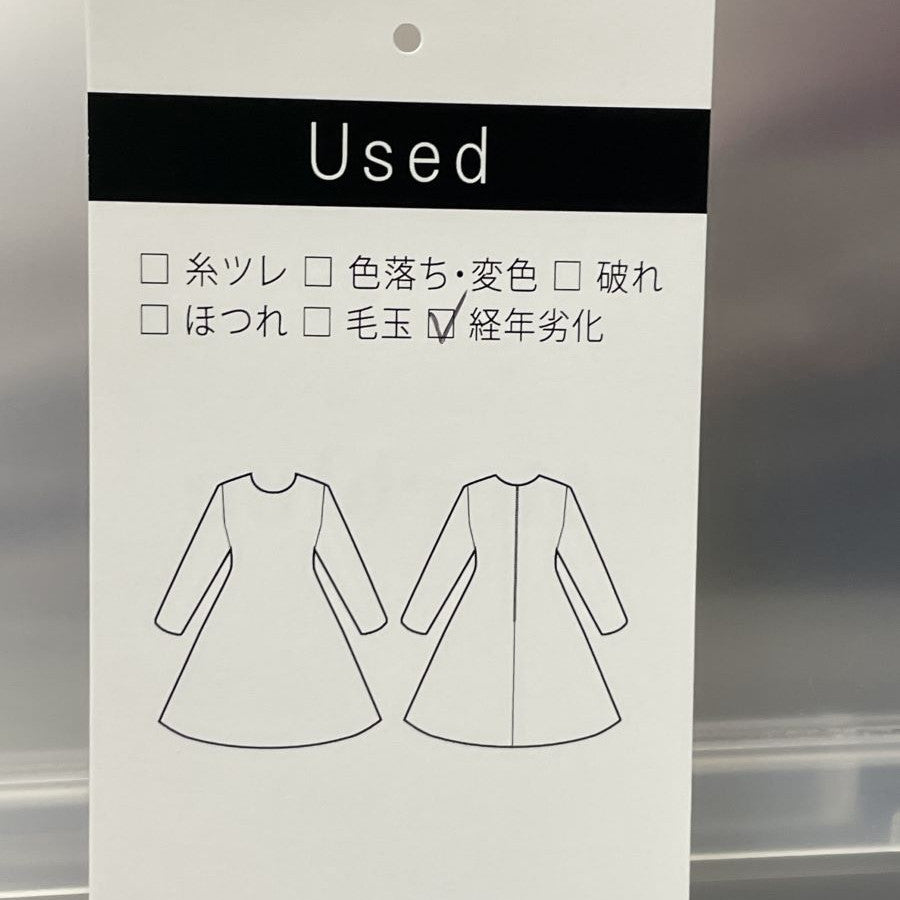 Used
□ 糸ツレ □ 色落ち・変色 □ 破れ
□ ほつれ □ 毛玉 ☑ 経年劣化